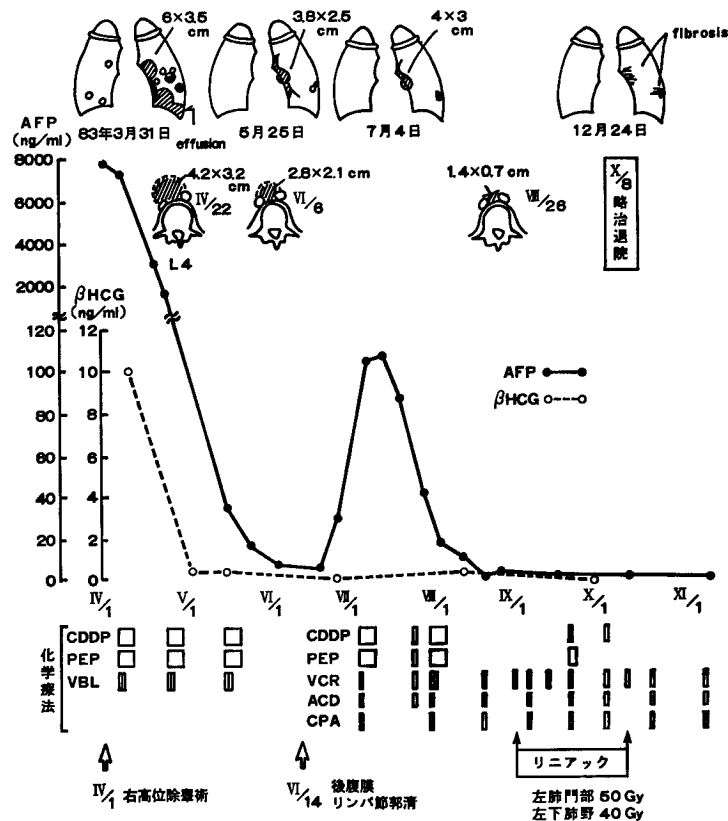 6×3.5
cm
3.8×2.5
cm
4×3
cm
fibrosis
83年3月31日
effusion
5月25日
7月4日
12月24日
AFP
(ng/ml)
8000
6000
4000
2000
120
100
80
60
40
20
0
4.2×3.2
cm
Ⅳ/22
L4
2.8×2.1cm
Ⅵ/6
1.4×0.7cm
Ⅷ/26
Ⅹ/8
略治退院
βHCG
(ng/ml)
12
10
8
6
4
2
0
AFP
βHCG
Ⅳ/1
Ⅴ/1
Ⅵ/1
Ⅶ/1
Ⅷ/1
Ⅸ/1
Ⅹ/1
Ⅺ/1
化学療法
CDDP
PEP
VBL
CDDP
PEP
VCR
ACD
CPA
Ⅳ/1 右高位除睾術
Ⅵ/14 後腹膜
リンパ節郭清
リニアック
左肺門部 50 Gy
左下肺野 40 Gy